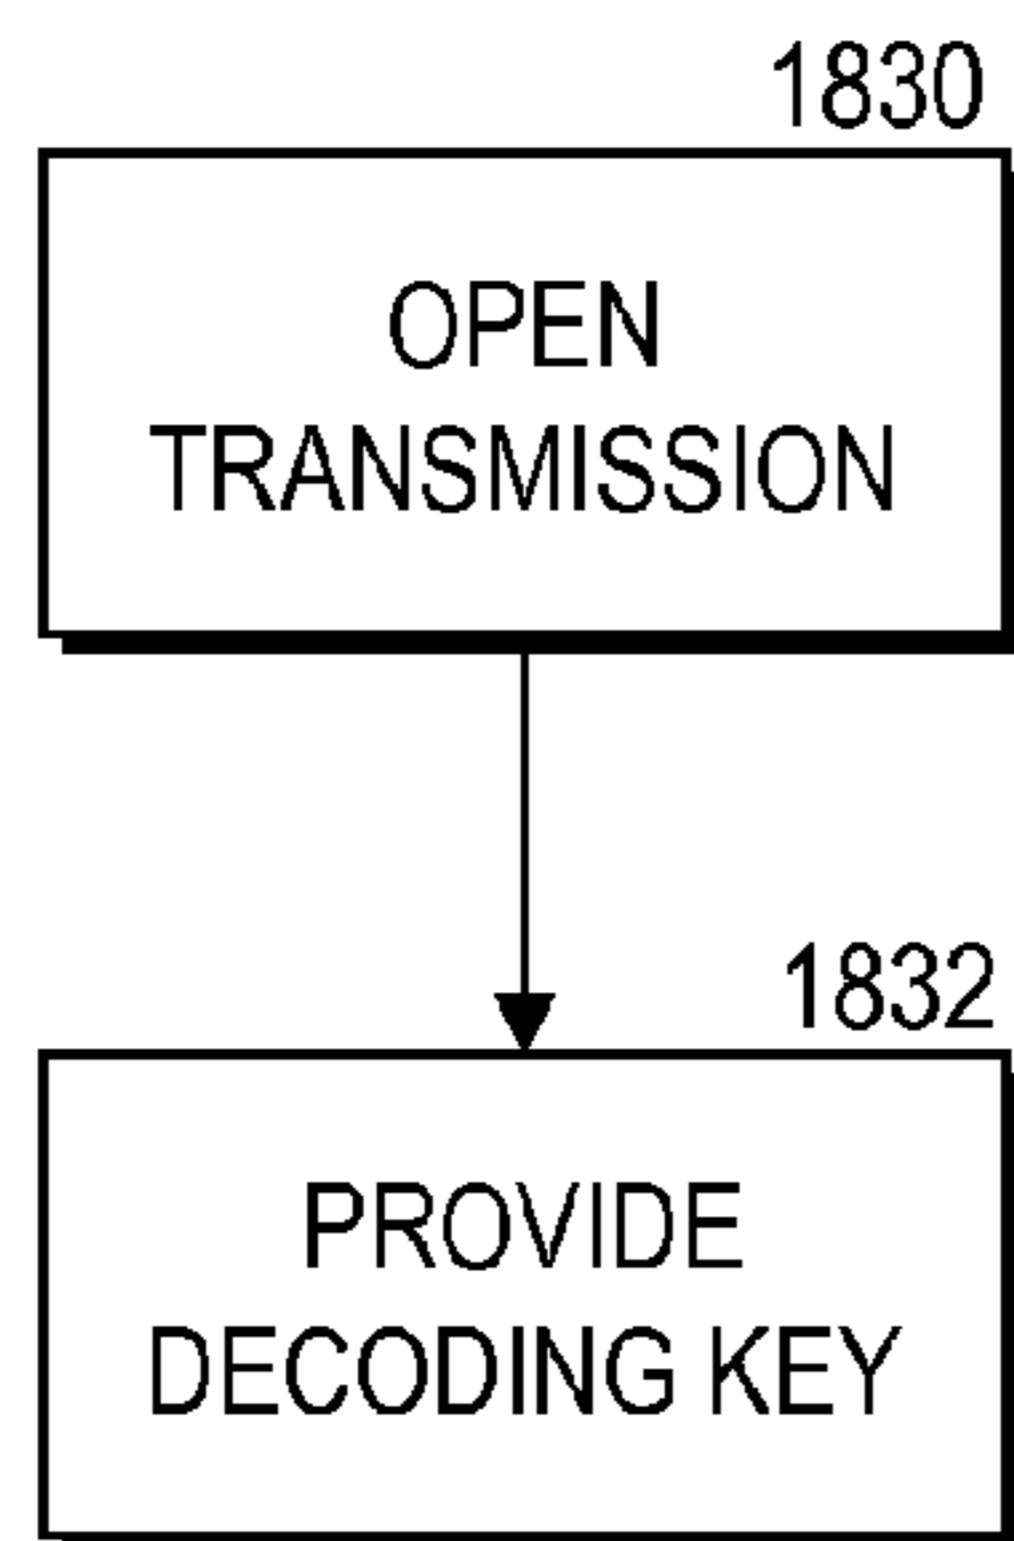 1830
OPEN
TRANSMISSION
1832
PROVIDE
DECODING KEY